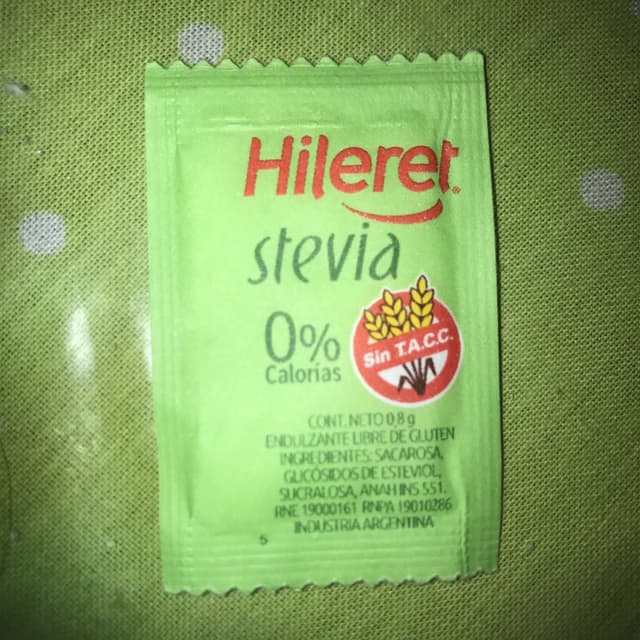 Hileret
stevia
0%
Calorías
Sin T.A.C.C.
CONT. NETO 0,8 g
ENDULZANTE LIBRE DE GLUTEN
INGREDIENTES: SACAROSA,
GLICÓSIDOS DE ESTEVIOL,
SUCRALOSA, ANAH INS 551.
RNE 19000161 RNPA 19010286
INDUSTRIA ARGENTINA
5